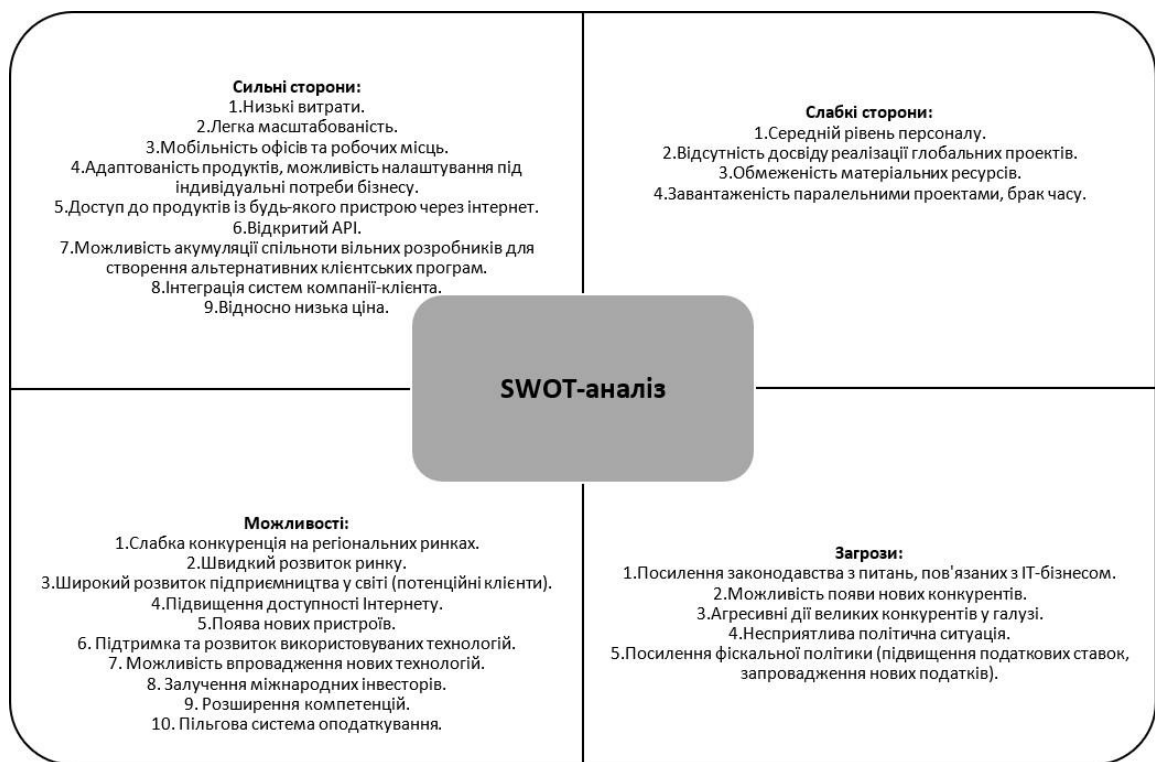 Сильні сторони:
1.Низькі витрати.
2.Легка масштабованість.
3.Мобільність офісів та робочих місць.
4.Адаптованість продуктів, можливість налаштування під
індивідуальні потреби бізнесу.
5.Доступ до продуктів із будь-якого пристрою через інтернет.
6.Відкритий API.
7.Можливість акумуляції спільноти вільних розробників для
створення альтернативних клієнтських програм.
8.Інтеграція систем компанії-клієнта.
9.Відносно низька ціна.
Слабкі сторони:
1.Середній рівень персоналу.
2.Відсутність досвіду реалізації глобальних проектів.
3.Обмеженість матеріальних ресурсів.
4.Завантаженість паралельними проектами, брак часу.
SWOT-аналіз
Можливості:
1.Слабка конкуренція на регіональних ринках.
2.Швидкий розвиток ринку.
3.Широкий розвиток підприємництва у світі (потенційні клієнти).
4.Підвищення доступності Інтернету.
5.Поява нових пристроїв.
6. Підтримка та розвиток використовуваних технологій.
7. Можливість впровадження нових технологій.
8. Залучення міжнародних інвесторів.
9. Розширення компетенцій.
10. Пільгова система оподаткування.
Загрози:
1.Посилення законодавства з питань, пов'язаних з ІТ-бізнесом.
2.Можливість появи нових конкурентів.
3.Агресивні дії великих конкурентів у галузі.
4.Несприятлива політична ситуація.
5.Посилення фіскальної політики (підвищення податкових ставок,
запровадження нових податків).